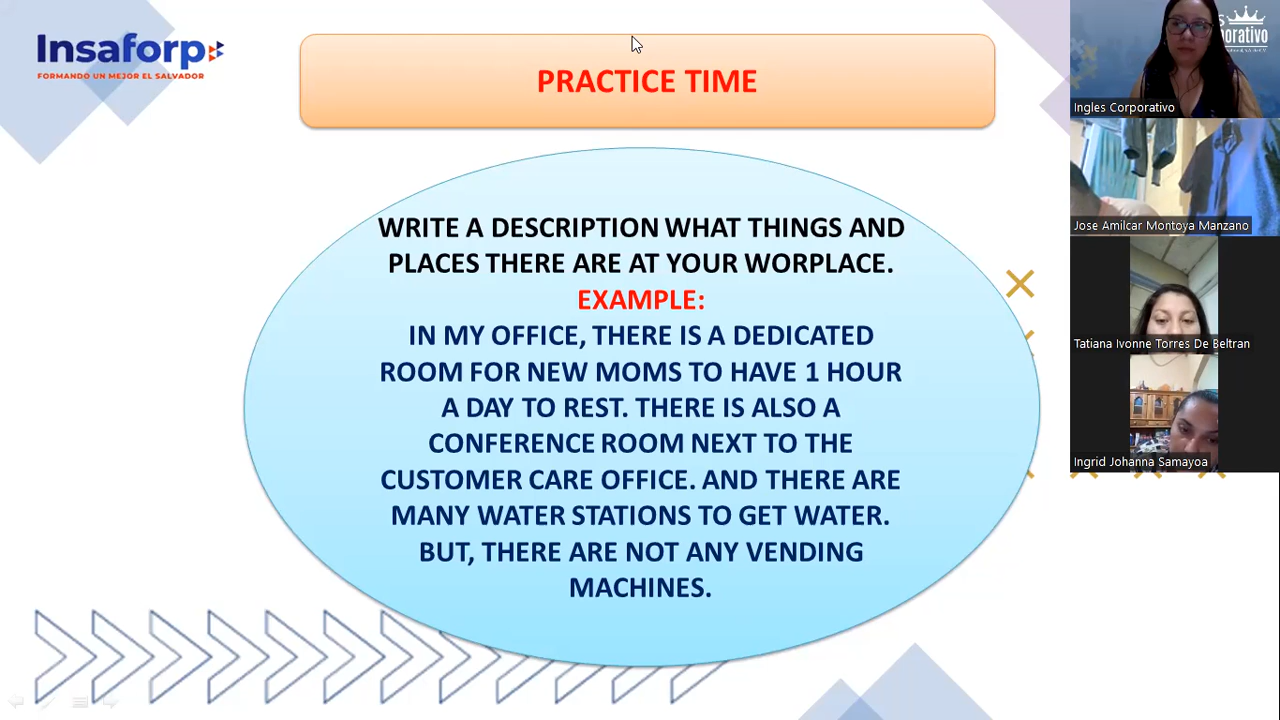 Insaforp
FORMANDO UN MEJOR EL SALVADOR
PRACTICE TIME
WRITE A DESCRIPTION WHAT THINGS AND
PLACES THERE ARE AT YOUR WORPLACE.
EXAMPLE:
IN MY OFFICE, THERE IS A DEDICATED
ROOM FOR NEW MOMS TO HAVE 1 HOUR
A DAY TO REST. THERE IS ALSO A
CONFERENCE ROOM NEXT TO THE
CUSTOMER CARE OFFICE. AND THERE ARE
MANY WATER STATIONS TO GET WATER.
BUT, THERE ARE NOT ANY VENDING
MACHINES.
Ingles Corporativo
Jose Amilcar Montoya Manzano
Tatiana Ivonne Torres De Beltran
Ingrid Johanna Samayoa